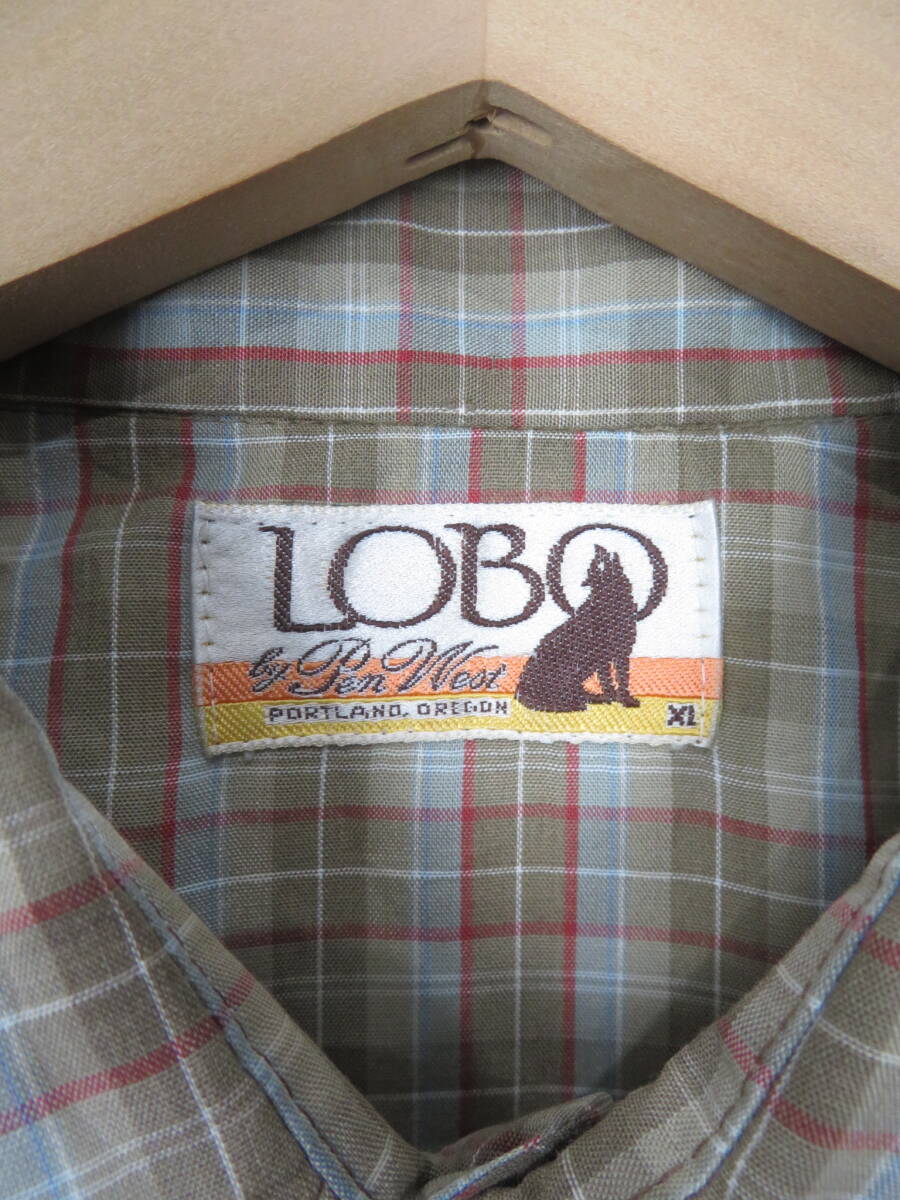 LOBO
by Pen West
PORTLAND, OREGON
XL